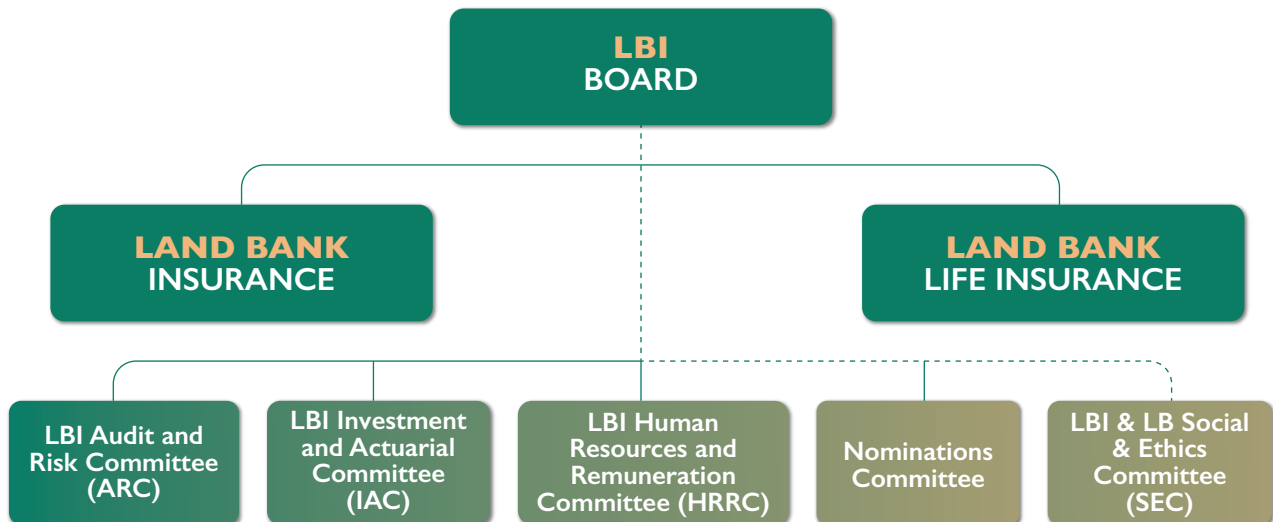 LBI
BOARD
LAND BANK
INSURANCE
LAND BANK
LIFE INSURANCE
LBI Audit and
Risk Committee
(ARC)
LBI Investment
and Actuarial
Committee
(IAC)
LBI Human
Resources and
Remuneration
Committee (HRRC)
Nominations
Committee
LBI & LB Social
& Ethics
Committee
(SEC)